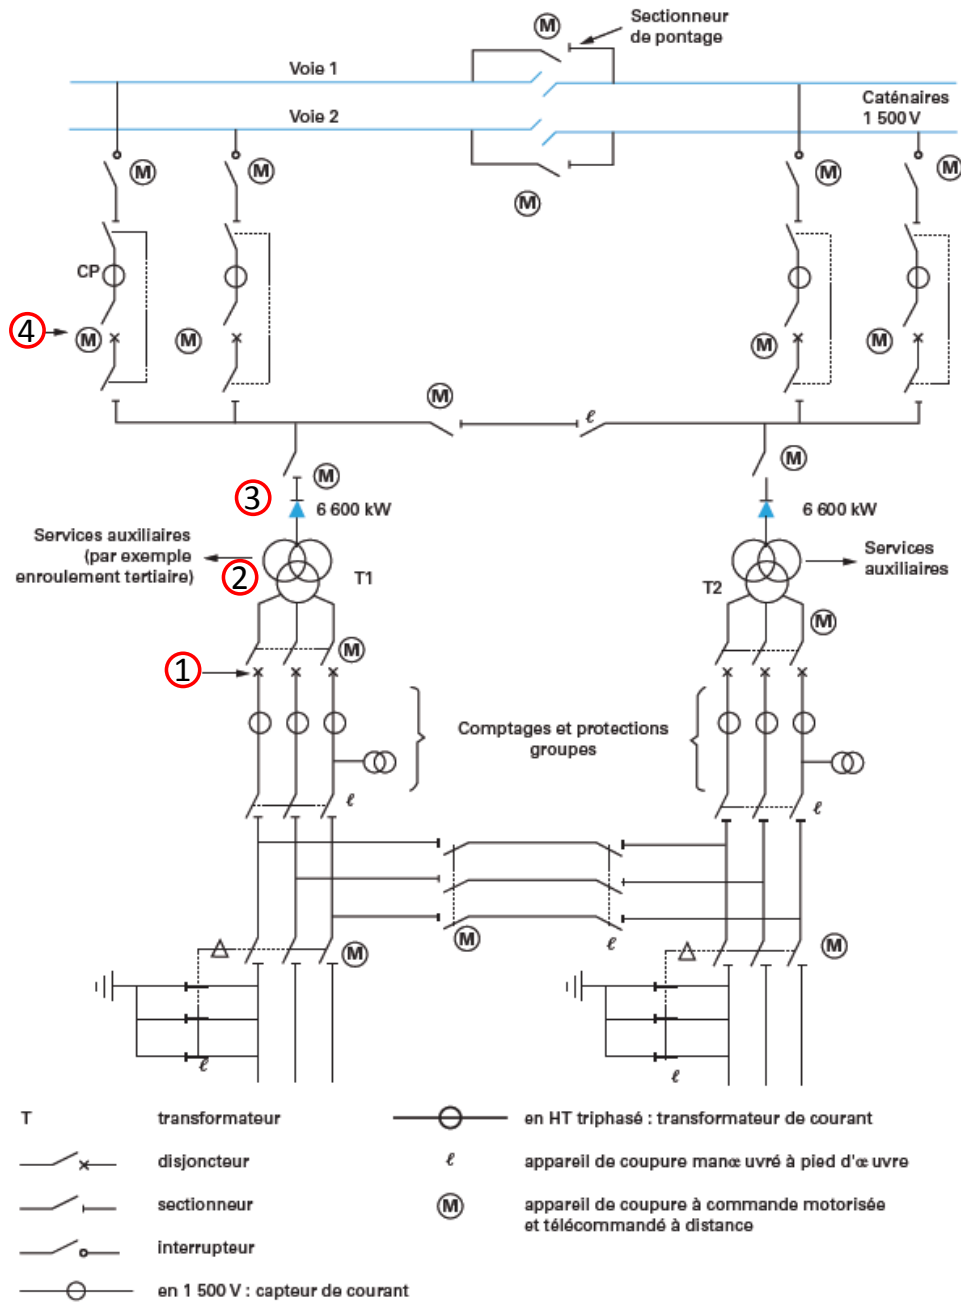 Sectionneur
de pontage
M
Voie 1
Caténaires
1 500 V
Voie 2
M
M
M
M
M
CP
4
M
M
M
M
M
ℓ
M
M
3
6 600 kW
6 600 kW
Services auxiliaires
(par exemple
enroulement tertiaire)
2
T1
Services
auxiliaires
T2
M
M
1
Comptages et protections
groupes
ℓ
ℓ
M
ℓ
M
M
ℓ
ℓ
T
transformateur
en HT triphasé : transformateur de courant
disjoncteur
ℓ
appareil de coupure manœuvré à pied d'œuvre
sectionneur
M
appareil de coupure à commande motorisée
et télécommandé à distance
interrupteur
en 1 500 V : capteur de courant